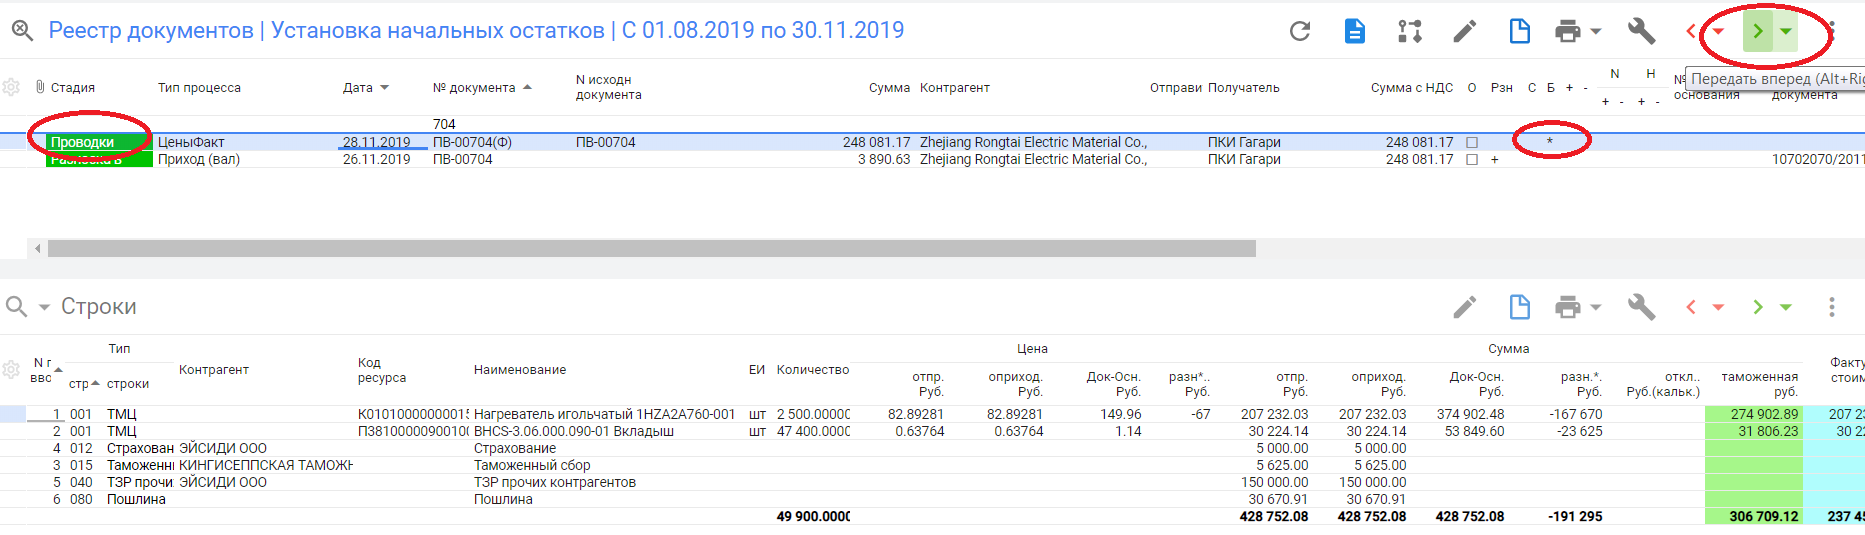 Реестр документов | Установка начальных остатков | С 01.08.2019 по 30.11.2019
Передать вперед (Alt+Rig
Стадия Тип процесса Дата № документа N исходн документа Сумма Контрагент Отправи Получатель Сумма с НДС О Рзн С Б + - N + - Н + - основания документа
704
Проводки ЦеныФакт 28.11.2019 ПВ-00704(Ф) ПВ-00704 248 081.17 Zhejiang Rongtai Electric Material Co., ПКИ Гагари 248 081.17 *
Приход (вал) 26.11.2019 ПВ-00704 3 890.63 Zhejiang Rongtai Electric Material Co., ПКИ Гагари 248 081.17 + 10702070/2011
Строки
Тип Цена Сумма
N п ввс стр строки Контрагент Код ресурса Наименование ЕИ Количество отпр. Руб. оприход. Руб. Док-Осн. Руб. разн*.. Руб. отпр. Руб. оприход. Руб. Док-Осн. Руб. разн.*. Руб. откл.. Руб.(кальк.) таможенная руб. Факту стоим
1 001 ТМЦ К01010000000015 Нагреватель игольчатый 1HZA2A760-001 шт 2 500.0000 82.89281 82.89281 149.96 -67 207 232.03 207 232.03 374 902.48 -167 670 274 902.89 207 23
2 001 ТМЦ П38100000900100 BHCS-3.06.000.090-01 Вкладыш шт 47 400.0000 0.63764 0.63764 1.14 30 224.14 30 224.14 53 849.60 -23 625 31 806.23 30 22
4 012 Страхован ЭЙСИДИ ООО Страхование 5 000.00 5 000.00
3 015 Таможенн КИНГИСЕППСКАЯ ТАМОЖН Таможенный сбор 5 625.00 5 625.00
5 040 ТЗР прочих ЭЙСИДИ ООО ТЗР прочих контрагентов 150 000.00 150 000.00
6 080 Пошлина Пошлина 30 670.91 30 670.91
49 900.0000 428 752.08 428 752.08 428 752.08 -191 295 306 709.12 237 45